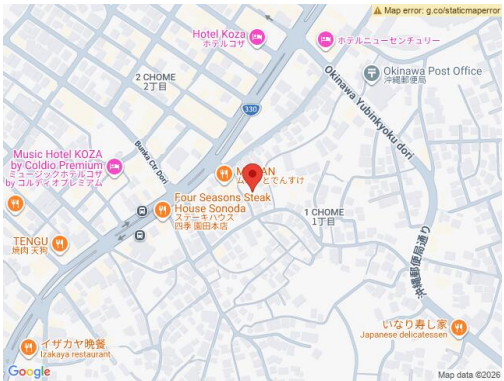 Map error: g.co/staticmaperror
Hotel Koza
ホテルコザ
ホテルニューセンチュリー
Okinawa Post Office
沖縄郵便局
2 CHOME
2丁目
Okinawa Yubinkyoku dori
330
Music Hotel KOZA
by Coldio Premium
ミュージックホテルコザ
by コルディオプレミアム
Bunka Ctr Dori
Four Seasons Steak
House Sonoda
ステーキハウス
四季 園田本店
1 CHOME
1丁目
TENGU
焼肉 天狗
沖縄郵便局通り
いなり寿し家
Japanese delicatessen
イザカヤ晩餐
Izakaya restaurant
Google
Map data ©2026